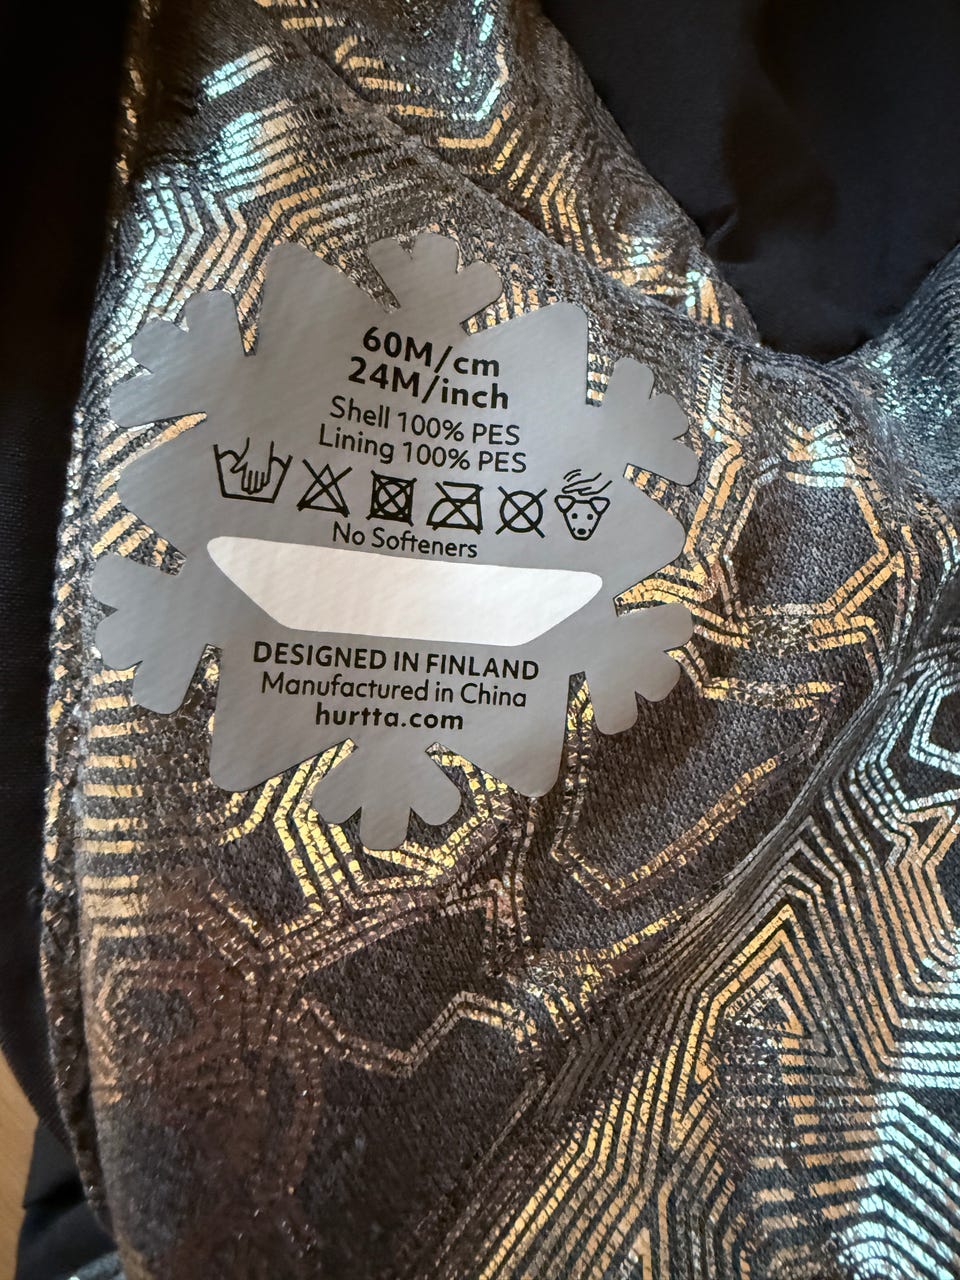 60M/cm
24M/inch
Shell 100% PES
Lining 100% PES
No Softeners
DESIGNED IN FINLAND
Manufactured in China
hurtta.com